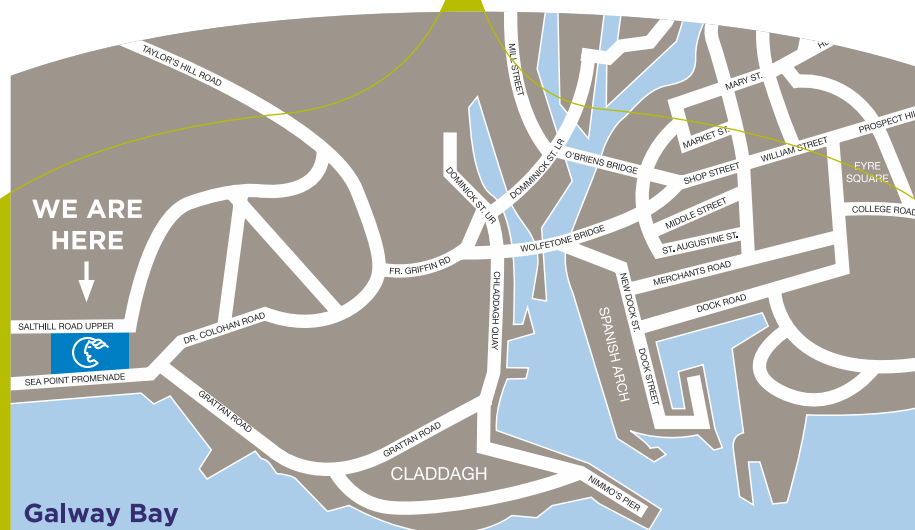 TAYLOR'S HILL ROAD
MILL STREET
MARY ST.
PROSPECT HILL
MARKET ST.
WILLIAM STREET
O'BRIENS BRIDGE
SHOP STREET
EYRE
SQUARE
DOMMINICK ST. LR
DOMINICK ST. UR
MIDDLE STREET
COLLEGE ROAD
WE ARE
HERE
ST. AUGUSTINE ST.
WOLFETONE BRIDGE
FR. GRIFFIN RD
MERCHANTS ROAD
CHLADDAGH QUAY
NEW DOCK ST.
DOCK ROAD
SALTHILL ROAD UPPER
DR. COLOHAN ROAD
SPANISH ARCH
DOCK STREET
SEA POINT PROMENADE
GRATTAN ROAD
GRATTAN ROAD
CLADDAGH
NIMMO'S PIER
Galway Bay